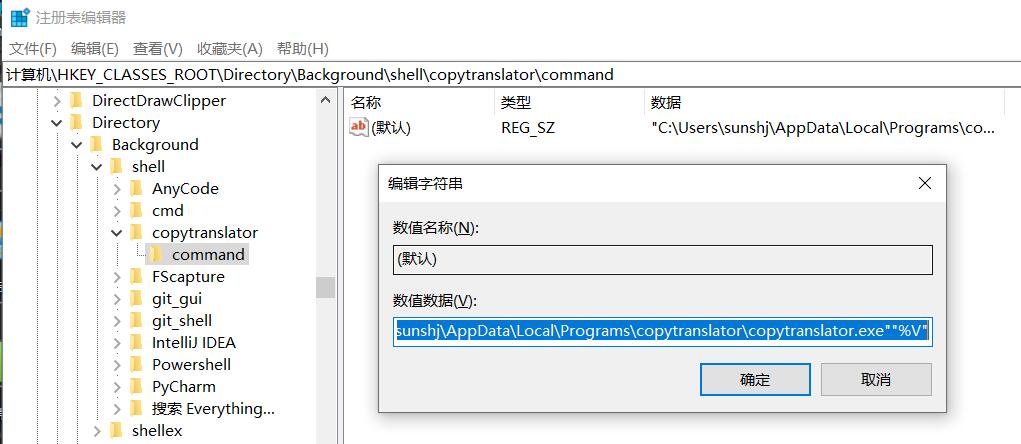 注册表编辑器
文件(F) 编辑(E) 查看(V) 收藏夹(A) 帮助(H)
计算机\HKEY_CLASSES_ROOT\Directory\Background\shell\copytranslator\command
DirectDrawClipper
Directory
Background
shell
AnyCode
cmd
copytranslator
command
FScapture
git_gui
git_shell
IntelliJ IDEA
Powershell
PyCharm
搜索 Everything...
shellex
名称 类型 数据
ab (默认) REG_SZ "C:\Users\sunshj\AppData\Local\Programs\co...
编辑字符串
数值名称(N):
(默认)
数值数据(V):
sunshj\AppData\Local\Programs\copytranslator\copytranslator.exe""%V"
确定 取消